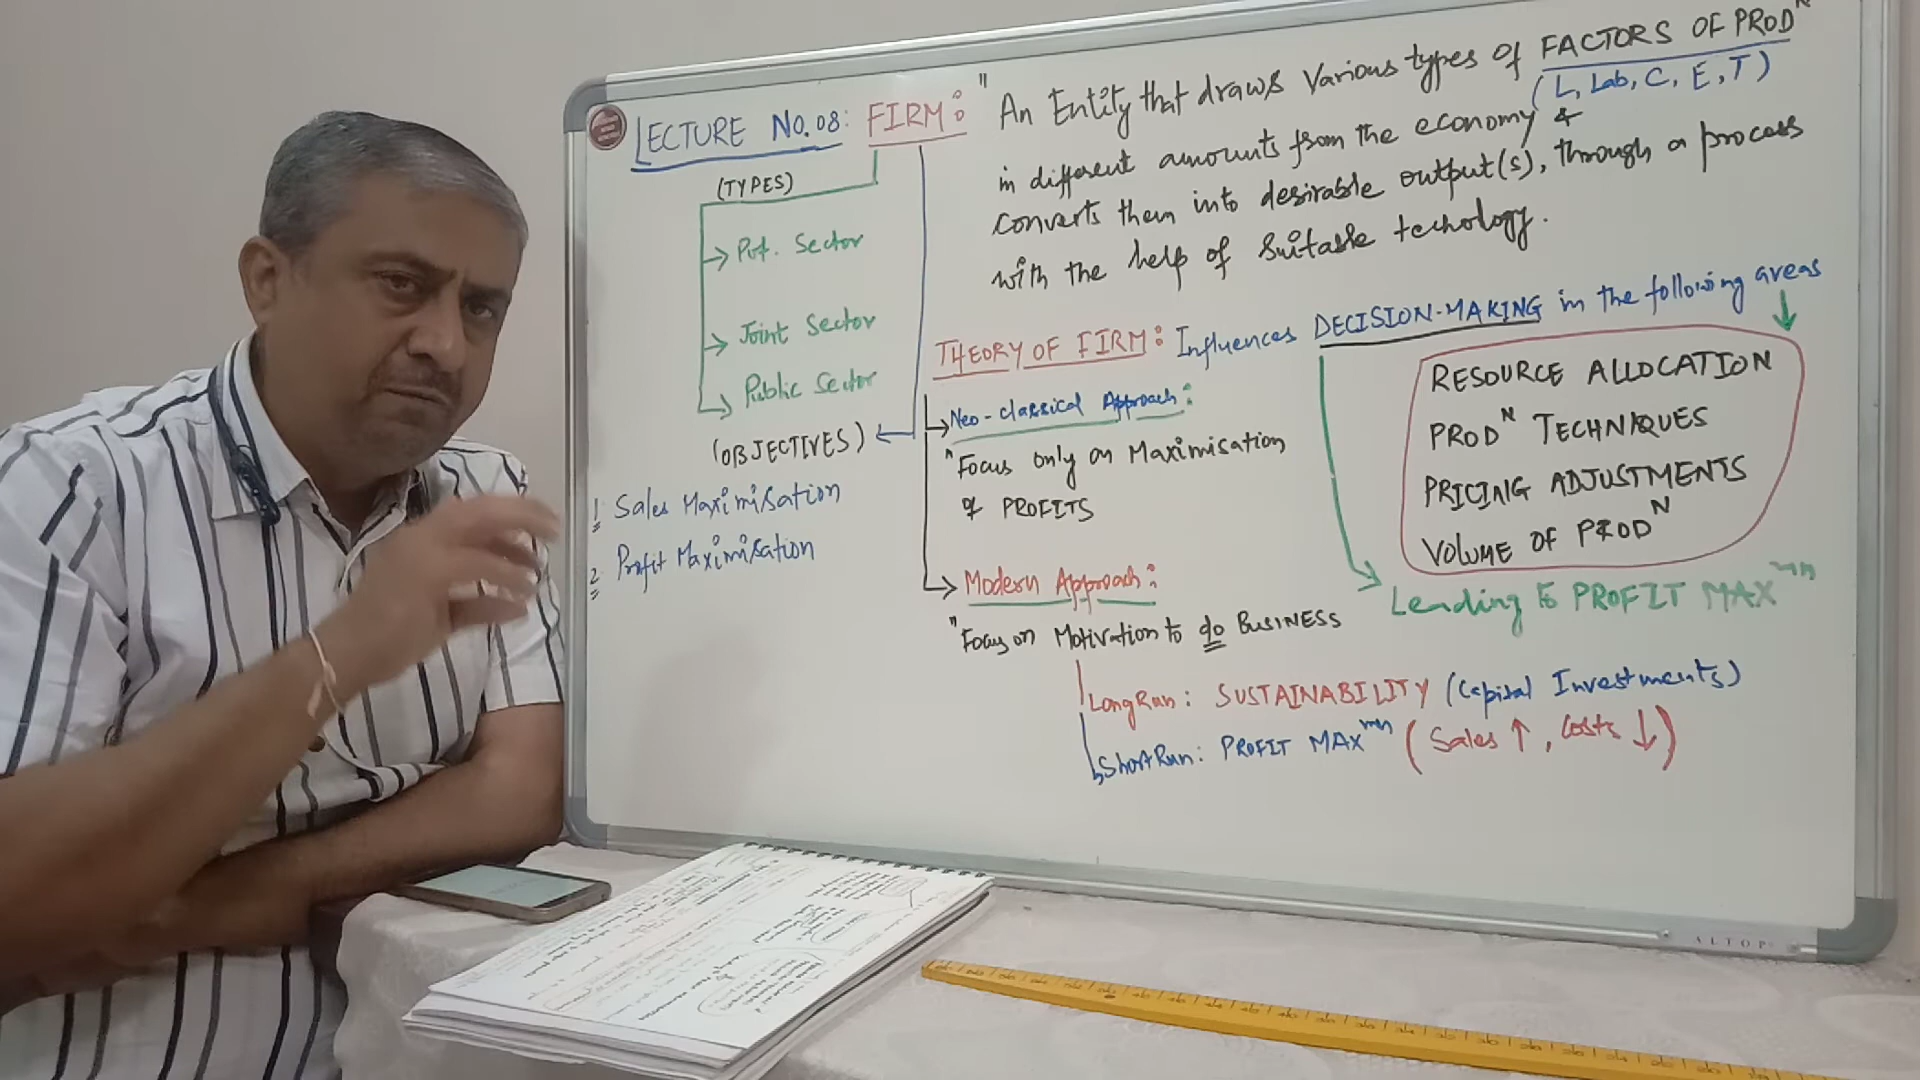 LECTURE No. 08: FIRM:
"An Entity that draws various types of FACTORS OF PRODᴺ
(L, Lab, C, E, T)
in different amounts from the economy &
converts them into desirable output(s), through a process
with the help of suitable techology.
(TYPES)
Pvt. Sector
Joint Sector
Public Sector
(OBJECTIVES)
1 Sales Maximisation
2 Profit Maximisation
THEORY OF FIRM: Influences DECISION-MAKING in the following areas
Neo-classical Approach:
"Focus only on Maximisation
of PROFITS
RESOURCE ALLOCATION
PRODᴺ TECHNIQUES
PRICING ADJUSTMENTS
VOLUME OF PRODᴺ
Leading to PROFIT MAXᵐⁿ
Modern Approach:
"Focus on Motivation to do BUSINESS
LongRun: SUSTAINABILITY (Capital Investments)
ShortRun: PROFIT MAXᵐⁿ (Sales ↑, Costs ↓)
ALTOP